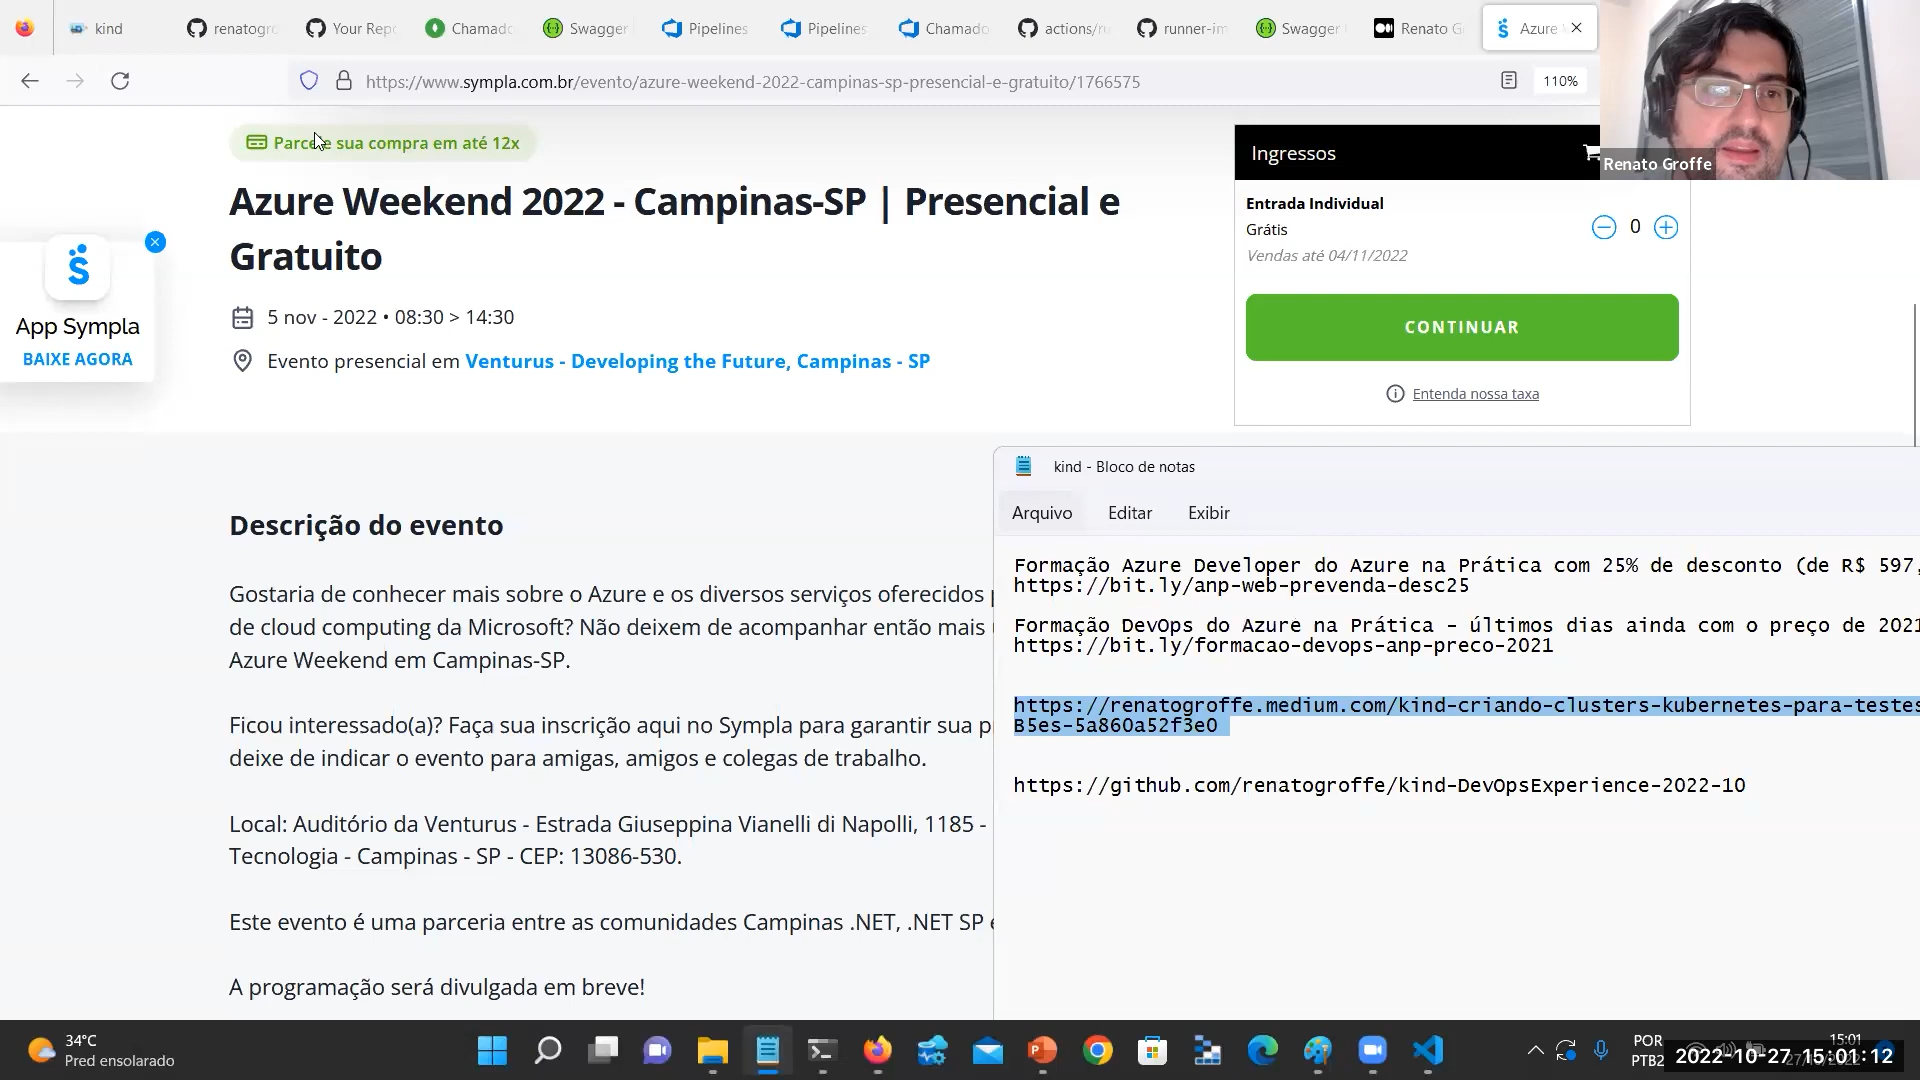 kind
renatogro
Your Rep
Chamado
Swagger
Pipelines
Pipelines
Chamado
actions/ru
runner-im
Swagger
Renato G
Azure
https://www.sympla.com.br/evento/azure-weekend-2022-campinas-sp-presencial-e-gratuito/1766575
110%
Parcele sua compra em até 12x
Azure Weekend 2022 - Campinas-SP | Presencial e
Gratuito
5 nov - 2022 • 08:30 > 14:30
Evento presencial em Venturus - Developing the Future, Campinas - SP
App Sympla
BAIXE AGORA
Ingressos
Entrada Individual
Grátis
Vendas até 04/11/2022
0
CONTINUAR
Entenda nossa taxa
Renato Groffe
Descrição do evento
Gostaria de conhecer mais sobre o Azure e os diversos serviços oferecidos
de cloud computing da Microsoft? Não deixem de acompanhar então mais
Azure Weekend em Campinas-SP.
Ficou interessado(a)? Faça sua inscrição aqui no Sympla para garantir sua
deixe de indicar o evento para amigas, amigos e colegas de trabalho.
Local: Auditório da Venturus - Estrada Giuseppina Vianelli di Napolli, 1185 -
Tecnologia - Campinas - SP - CEP: 13086-530.
Este evento é uma parceria entre as comunidades Campinas .NET, .NET SP
A programação será divulgada em breve!
kind - Bloco de notas
Arquivo
Editar
Exibir
Formação Azure Developer do Azure na Prática com 25% de desconto (de R$ 597,
https://bit.ly/anp-web-prevenda-desc25
Formação DevOps do Azure na Prática - últimos dias ainda com o preço de 2021
https://bit.ly/formacao-devops-anp-preco-2021
https://renatogroffe.medium.com/kind-criando-clusters-kubernetes-para-testes
B5es-5a860a52f3e0
https://github.com/renatogroffe/kind-DevOpsExperience-2022-10
34°C
Pred ensolarado
POR
PTB2
15:01
2022-10-27 15:01:12